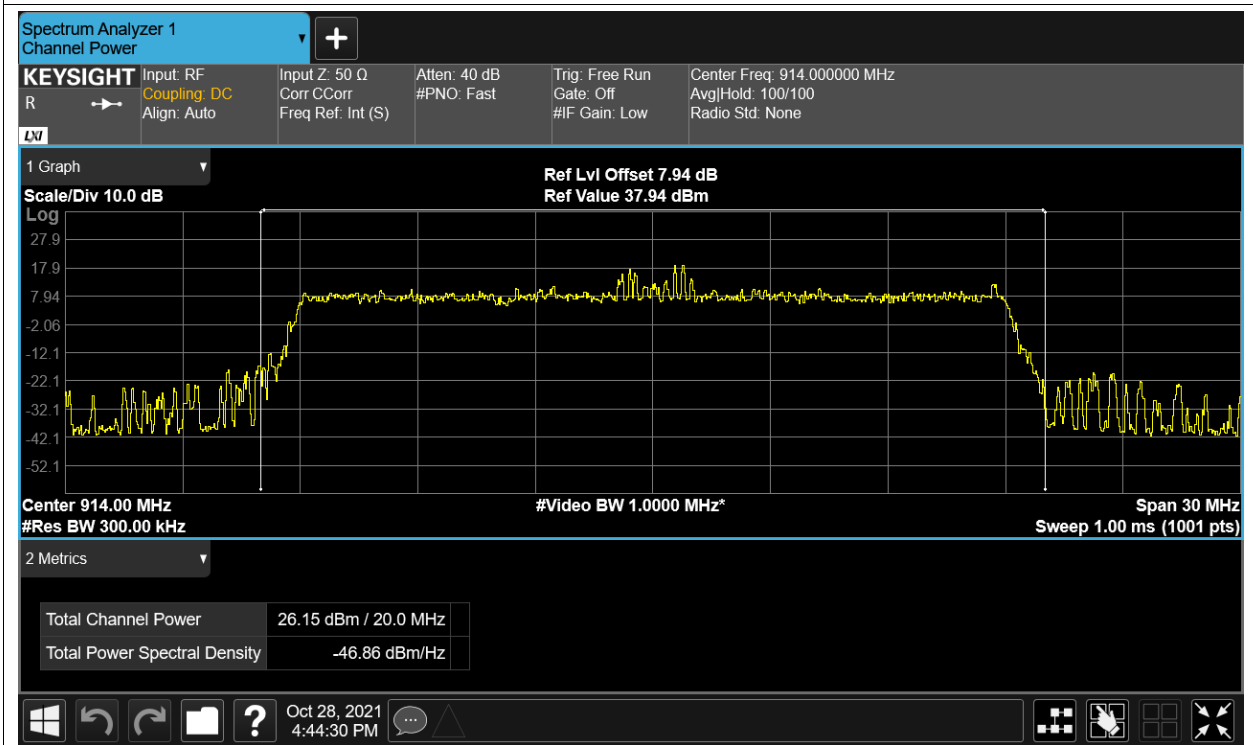 Spectrum Analyzer 1
Channel Power
KEYSIGHT
R
LXI
Input: RF
Coupling: DC
Align: Auto
Input Z: 50 Ω
Corr CCorr
Freq Ref: Int (S)
Atten: 40 dB
#PNO: Fast
Trig: Free Run
Gate: Off
#IF Gain: Low
Center Freq: 914.000000 MHz
Avg|Hold: 100/100
Radio Std: None
1 Graph
Scale/Div 10.0 dB
Ref Lvl Offset 7.94 dB
Ref Value 37.94 dBm
Log
27.9
17.9
7.94
-2.06
-12.1
-22.1
-32.1
-42.1
-52.1
Center 914.00 MHz
#Video BW 1.0000 MHz*
Span 30 MHz
#Res BW 300.00 kHz
Sweep 1.00 ms (1001 pts)
2 Metrics
Total Channel Power 26.15 dBm / 20.0 MHz
Total Power Spectral Density -46.86 dBm/Hz
?
Oct 28, 2021
4:44:30 PM